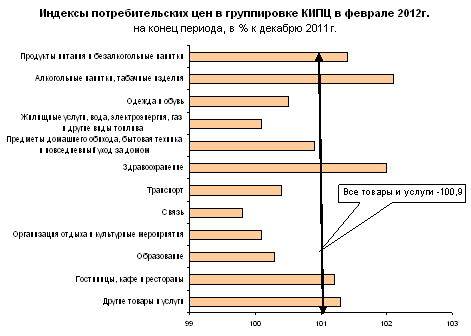 Индексы потребительских цен в группировке КИПЦ в феврале 2012г.
на конец периода, в % к декабрю 2011г.
Продукты питания и безалкогольные напитки
Алкогольные напитки, табачные изделия
Одежда и обувь
Жилищные услуги, вода, электроэнергия, газ
и другие виды топлива
Предметы домашнего обихода, бытовая техника
и повседневный уход за домом
Здравоохранение
Транспорт
Связь
Организация отдыха и культурные мероприятия
Образование
Гостиницы, кафе и рестораны
Другие товары и услуги
Все товары и услуги -100,9
99 100 101 102 103